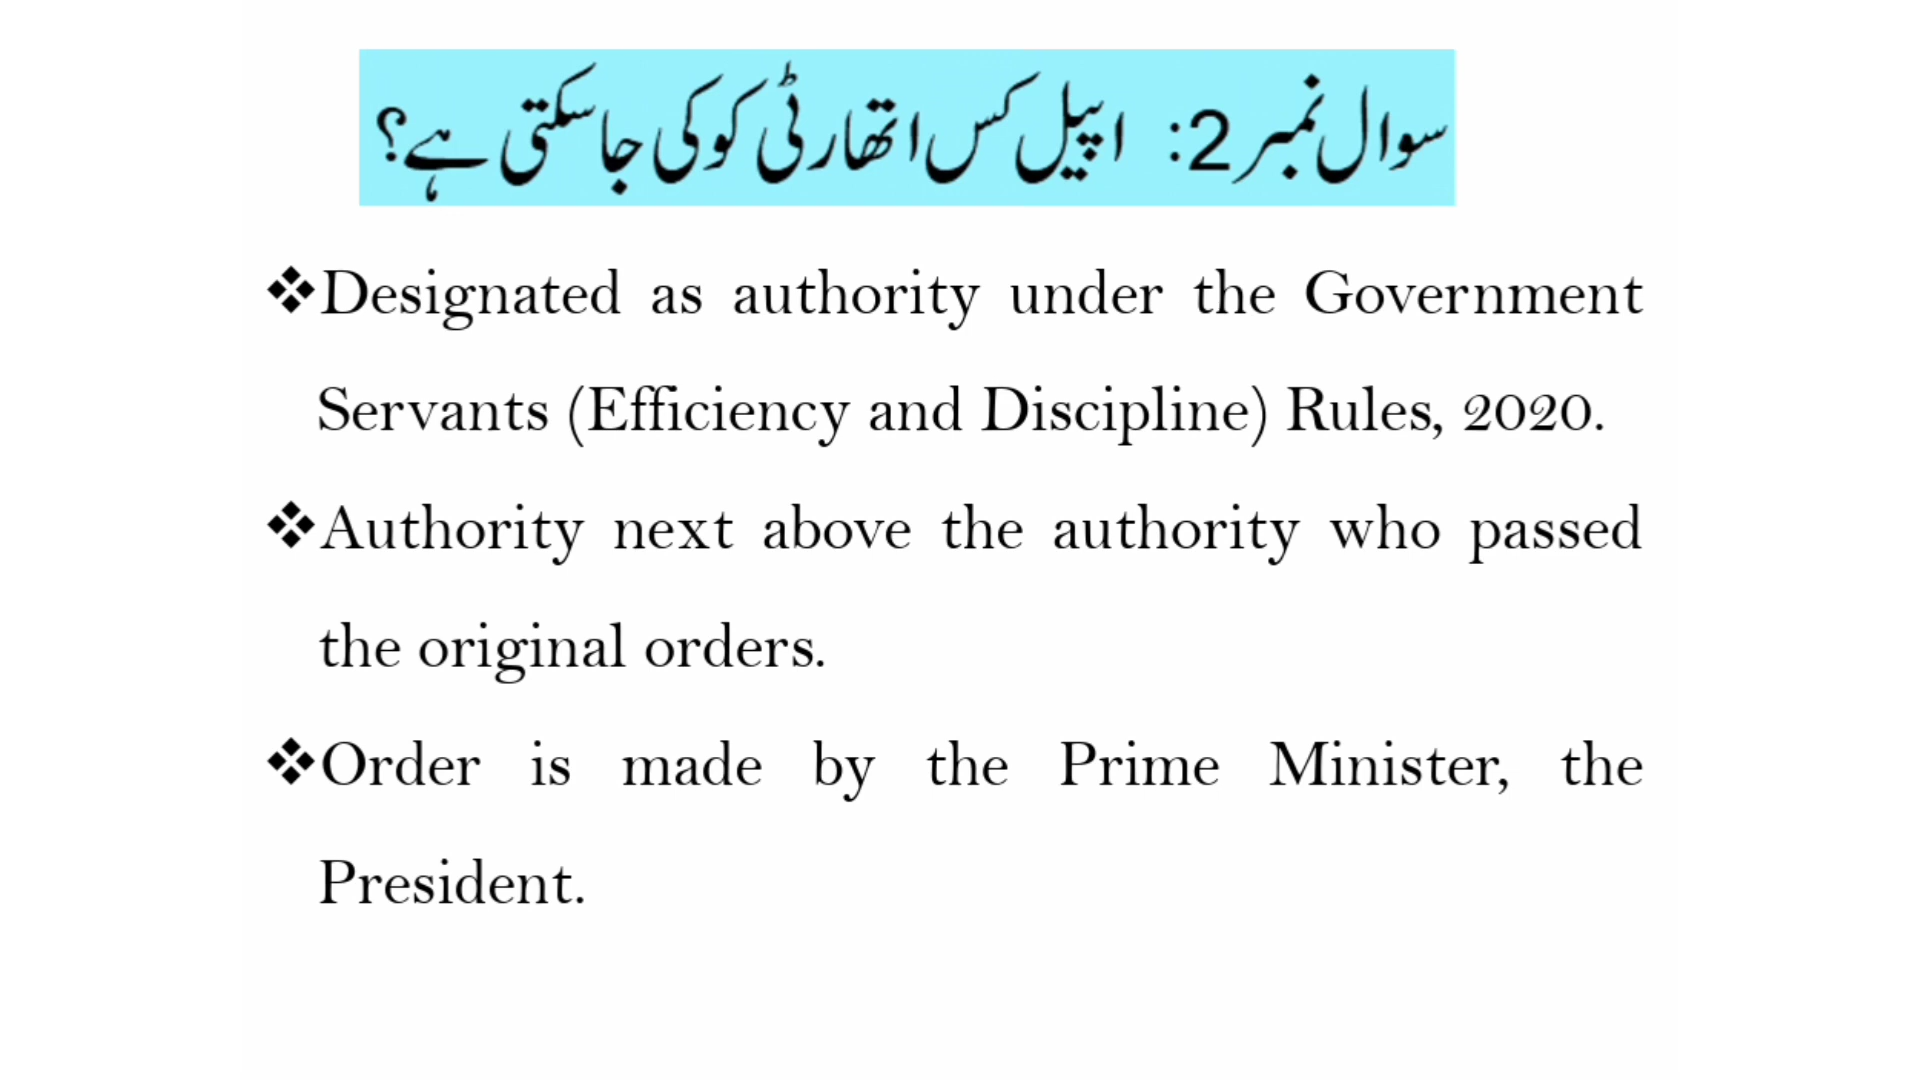 سوال نمبر 2: اپیل کس اتھارٹی کو کی جا سکتی ہے؟
❖Designated as authority under the Government
Servants (Efficiency and Discipline) Rules, 2020.
❖Authority next above the authority who passed
the original orders.
❖Order is made by the Prime Minister, the
President.